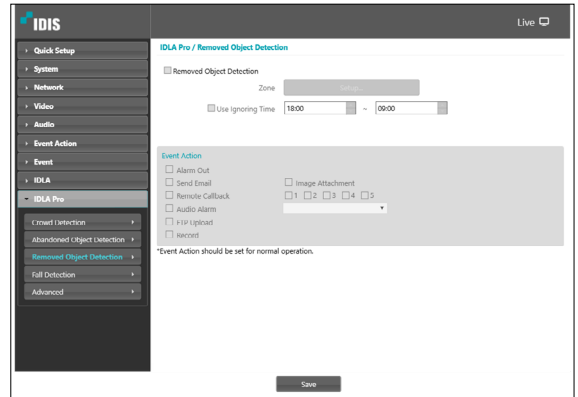 IDIS
Live
Quick Setup
System
Network
Video
Audio
Event Action
Event
IDLA
IDLA Pro
Crowd Detection
Abandoned Object Detection
Removed Object Detection
Fall Detection
Advanced
IDLA Pro / Removed Object Detection
Removed Object Detection
Zone Setup...
Use Ignoring Time 18:00 ~ 09:00
Event Action
Alarm Out
Send Email Image Attachment
Remote Callback 1 2 3 4 5
Audio Alarm
FTP Upload
Record
*Event Action should be set for normal operation.
Save